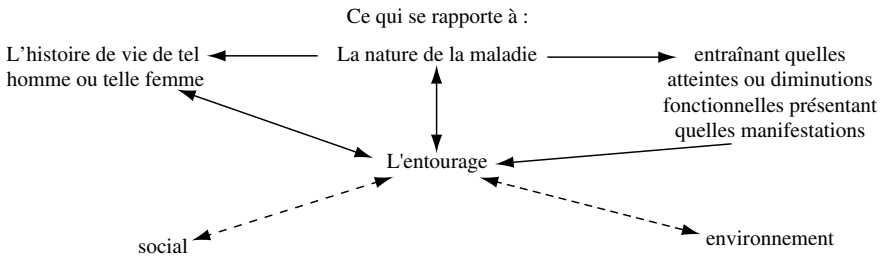 Ce qui se rapporte à :
L’histoire de vie de tel
homme ou telle femme
La nature de la maladie
entraînant quelles
atteintes ou diminutions
fonctionnelles présentant
quelles manifestations
L'entourage
social
environnement